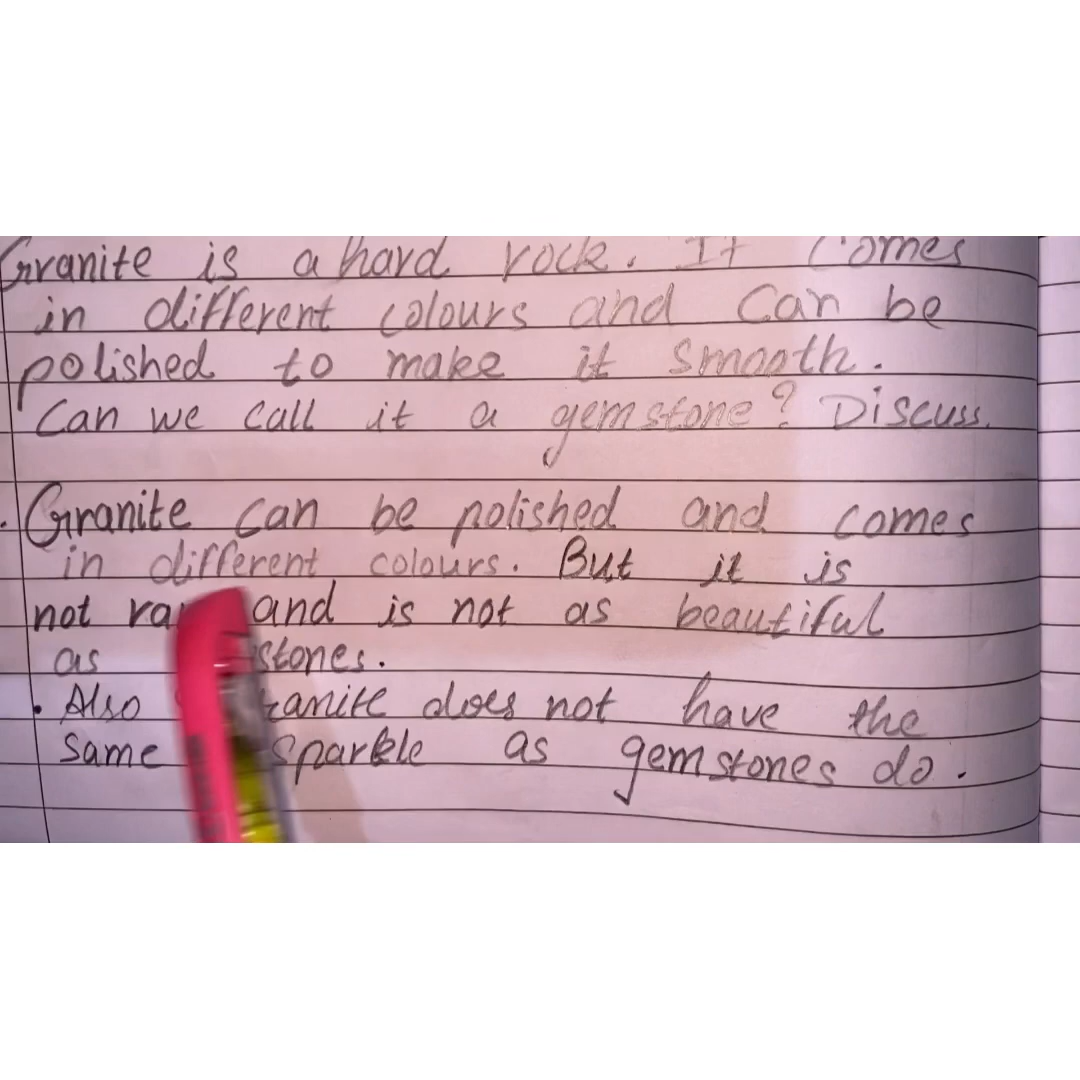 Granite is a hard rock. It comes
in different colours and can be
polished to make it smooth.
Can we call it a gemstone? Discuss.
. Granite can be polished and comes
in different colours. But it is
not and is not as beautiful
as
. Also does not have the
same sparkle as gemstones do.